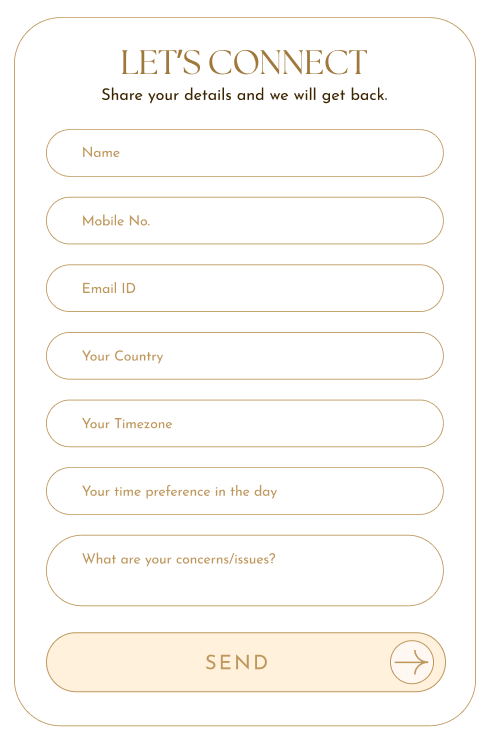 LET'S CONNECT
Share your details and we will get back.
Name
Mobile No.
Email ID
Your Country
Your Timezone
Your time preference in the day
What are your concerns/issues?
SEND